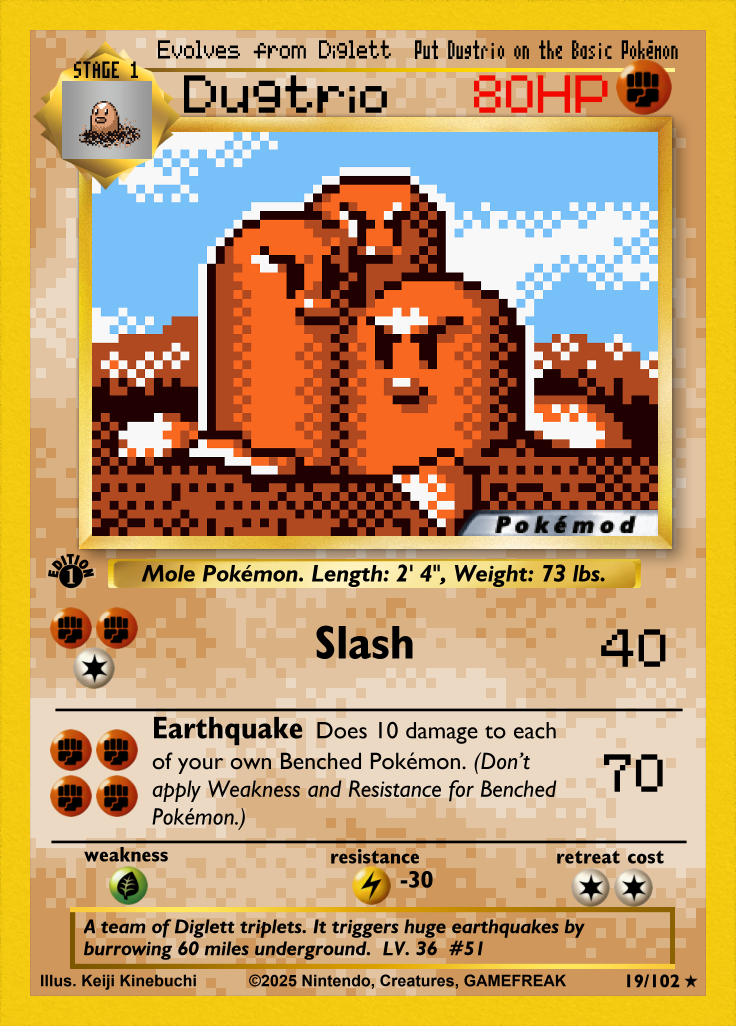 Evolves from Diglett Put Dugtrio on the Basic Pokémon
STAGE 1
Dugtrio 80HP
Pokémod
EDITION 1
Mole Pokémon. Length: 2' 4", Weight: 73 lbs.
Slash 40
Earthquake Does 10 damage to each
of your own Benched Pokémon. (Don't
apply Weakness and Resistance for Benched
Pokémon.)
70
weakness resistance retreat cost
-30
A team of Diglett triplets. It triggers huge earthquakes by
burrowing 60 miles underground. LV. 36 #51
Illus. Keiji Kinebuchi ©2025 Nintendo, Creatures, GAMEFREAK 19/102 ★